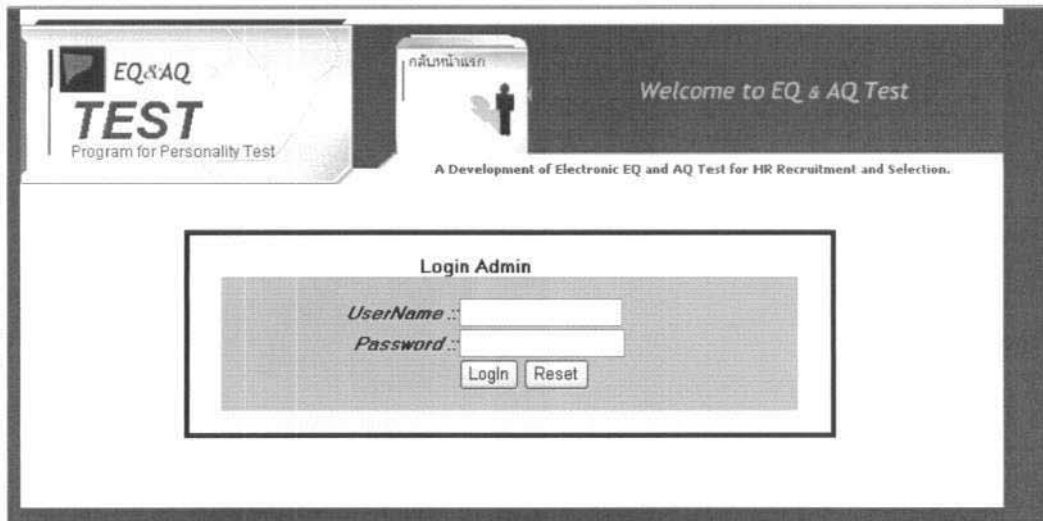 EQ&AQ
TEST
Program for Personality Test
กลับหน้าแรก
Welcome to EQ & AQ Test
A Development of Electronic EQ and AQ Test for HR Recruitment and Selection.
Login Admin
UserName ::
Password ::
LogIn Reset